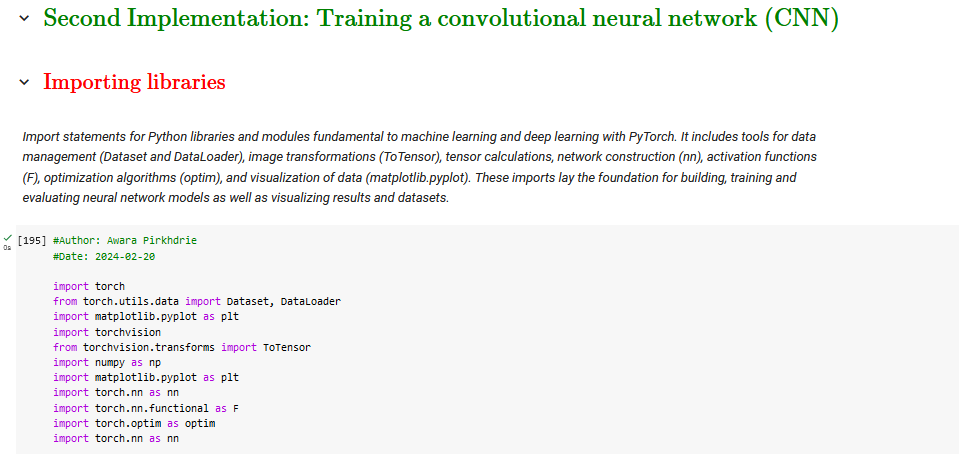 Second Implementation: Training a convolutional neural network (CNN)
Importing libraries
Import statements for Python libraries and modules fundamental to machine learning and deep learning with PyTorch. It includes tools for data
management (Dataset and DataLoader), image transformations (ToTensor), tensor calculations, network construction (nn), activation functions
(F), optimization algorithms (optim), and visualization of data (matplotlib.pyplot). These imports lay the foundation for building, training and
evaluating neural network models as well as visualizing results and datasets.
[195] #Author: Awara Pirkhdrie
0s #Date: 2024-02-20
import torch
from torch.utils.data import Dataset, DataLoader
import matplotlib.pyplot as plt
import torchvision
from torchvision.transforms import ToTensor
import numpy as np
import matplotlib.pyplot as plt
import torch.nn as nn
import torch.nn.functional as F
import torch.optim as optim
import torch.nn as nn